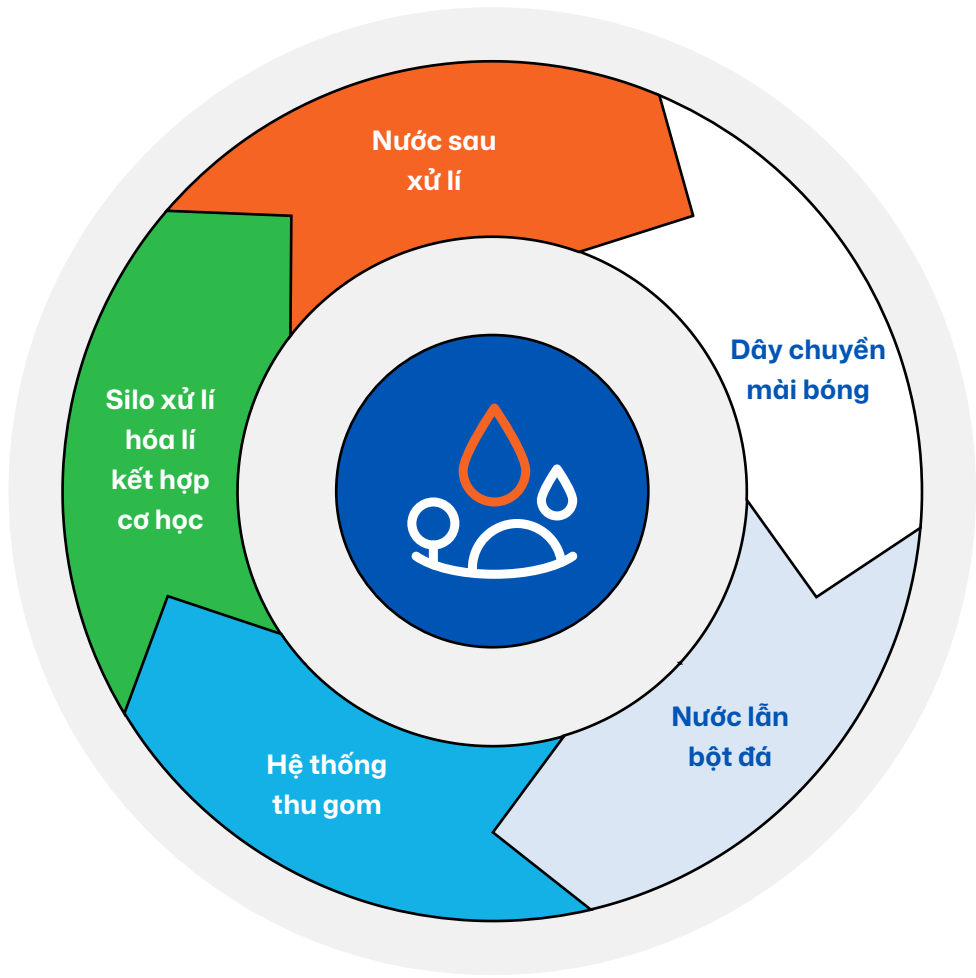 Nước sau
xử lí
Dây chuyền
mài bóng
Nước lẫn
bột đá
Hệ thống
thu gom
Silo xử lí
hóa lí
kết hợp
cơ học